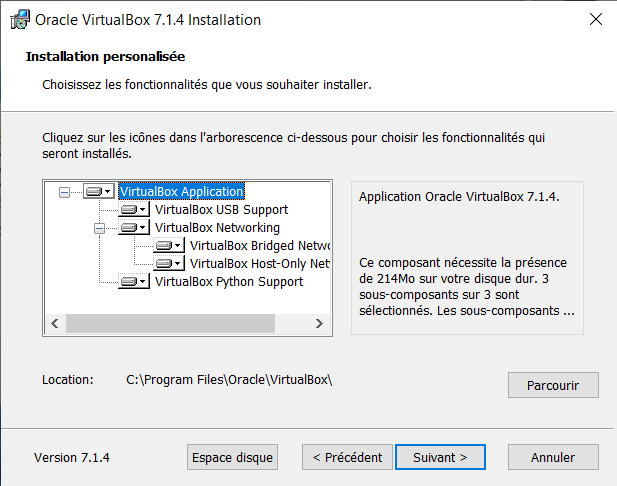 Oracle VirtualBox 7.1.4 Installation
Installation personalisée
Choisissez les fonctionnalités que vous souhaiter installer.
Cliquez sur les icônes dans l'arborescence ci-dessous pour choisir les fonctionnalités qui
seront installés.
VirtualBox Application
VirtualBox USB Support
VirtualBox Networking
VirtualBox Bridged Netwo
VirtualBox Host-Only Net
VirtualBox Python Support
Application Oracle VirtualBox 7.1.4.
Ce composant nécessite la présence
de 214Mo sur votre disque dur. 3
sous-composants sur 3 sont
sélectionnés. Les sous-composants ...
Location: C:\Program Files\Oracle\VirtualBox\
Parcourir
Version 7.1.4
Espace disque
< Précédent
Suivant >
Annuler